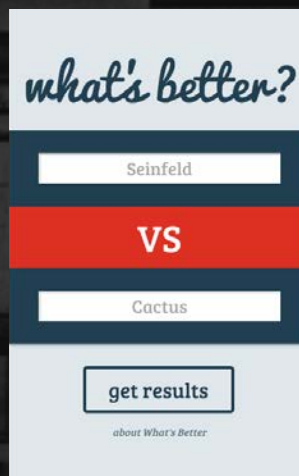 what's better?
Seinfeld
VS
Cactus
get results
about What's Better